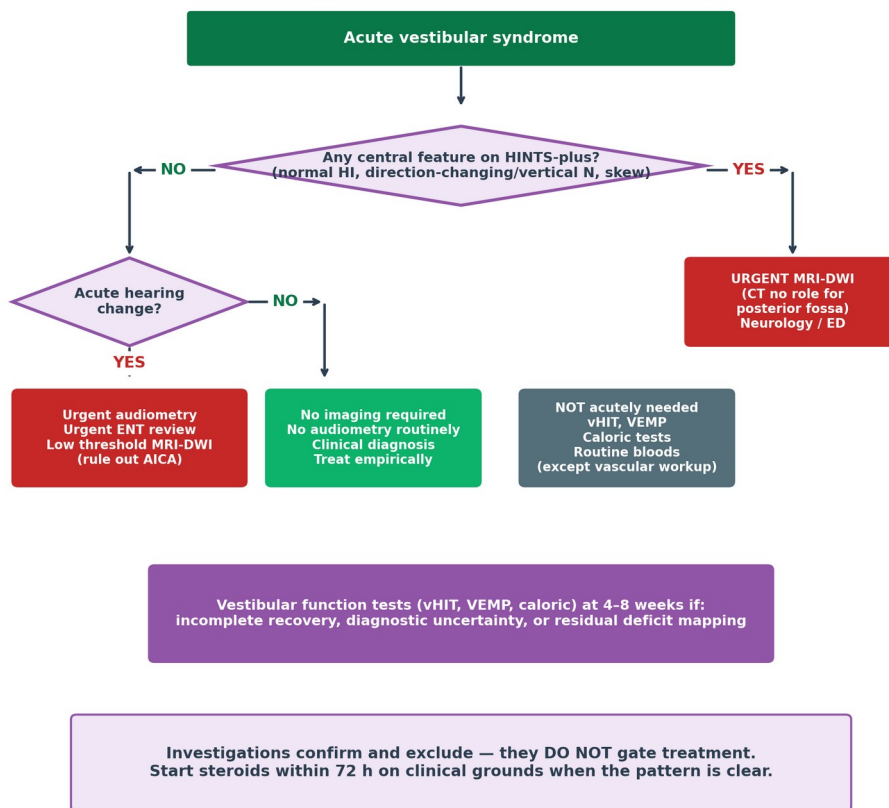 Acute vestibular syndrome
Any central feature on HINTS-plus?
(normal HI, direction-changing/vertical N, skew)
NO
YES
Acute hearing
change?
NO
YES
URGENT MRI-DWI
(CT no role for
posterior fossa)
Neurology / ED
Urgent audiometry
Urgent ENT review
Low threshold MRI-DWI
(rule out AICA)
No imaging required
No audiometry routinely
Clinical diagnosis
Treat empirically
NOT acutely needed
vHIT, VEMP
Caloric tests
Routine bloods
(except vascular workup)
Vestibular function tests (vHIT, VEMP, caloric) at 4–8 weeks if:
incomplete recovery, diagnostic uncertainty, or residual deficit mapping
Investigations confirm and exclude — they DO NOT gate treatment.
Start steroids within 72 h on clinical grounds when the pattern is clear.